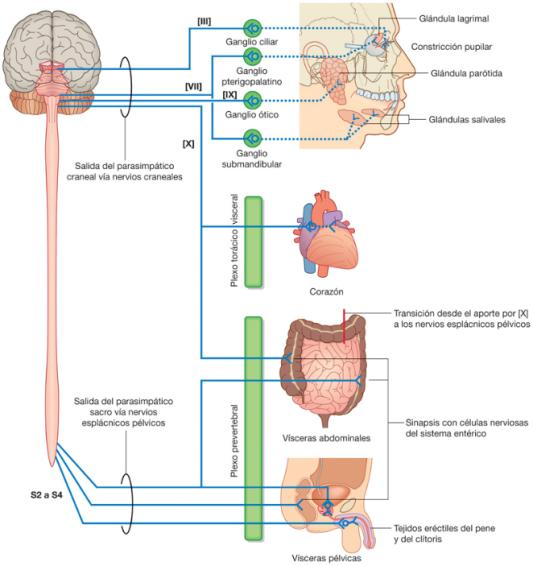 [III]
Ganglio ciliar
Glándula lagrimal
Constricción pupilar
Ganglio
pterigopalatino
Glándula parótida
[VII]
[IX]
Ganglio ótico
Glándulas salivales
[X]
Ganglio
submandibular
Salida del parasimpático
craneal vía nervios craneales
Plexo torácico visceral
Corazón
Transición desde el aporte por [X]
a los nervios esplácnicos pélvicos
Salida del parasimpático
sacro vía nervios
esplácnicos pélvicos
Plexo prevertebral
Vísceras abdominales
Sinapsis con células nerviosas
del sistema entérico
S2 a S4
Tejidos eréctiles del pene
y del clítoris
Vísceras pélvicas